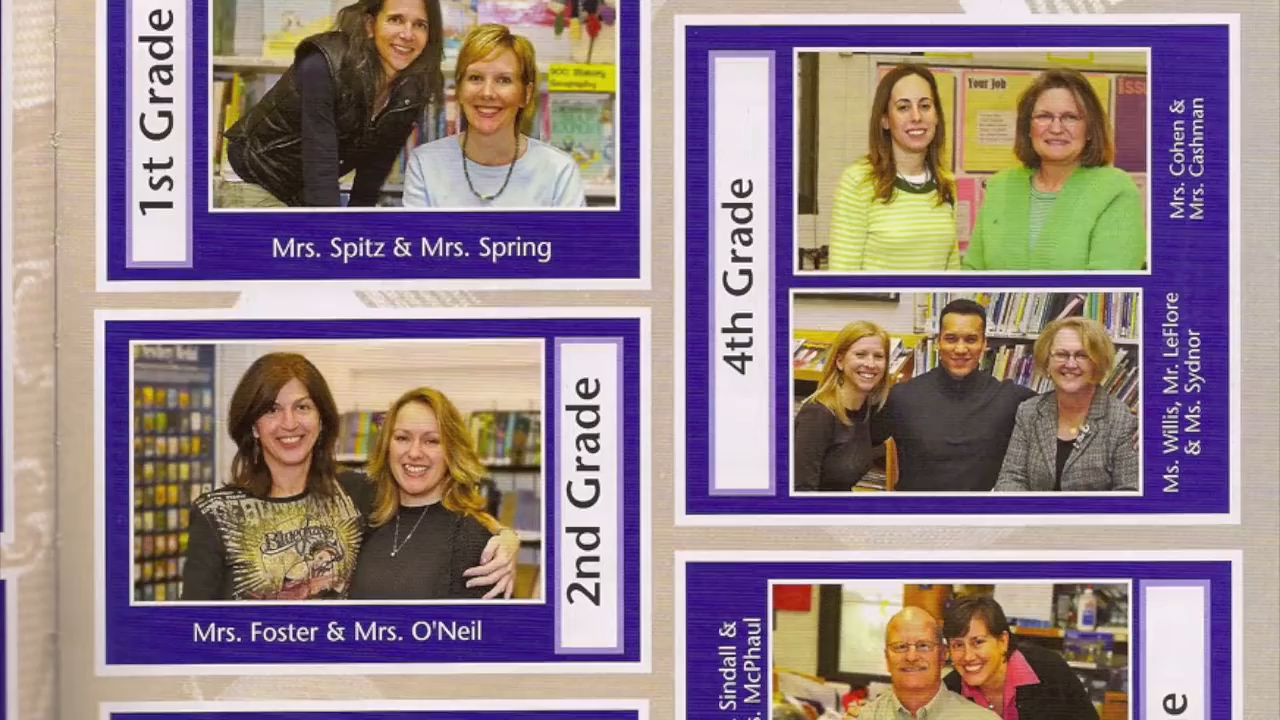 1st Grade
Mrs. Spitz & Mrs. Spring
2nd Grade
Mrs. Foster & Mrs. O'Neil
4th Grade
Your Job
Mrs. Cohen &
Mrs. Cashman
Ms. Willis, Mr. LeFlore
& Ms. Sydnor
Sindall &
McPhaul